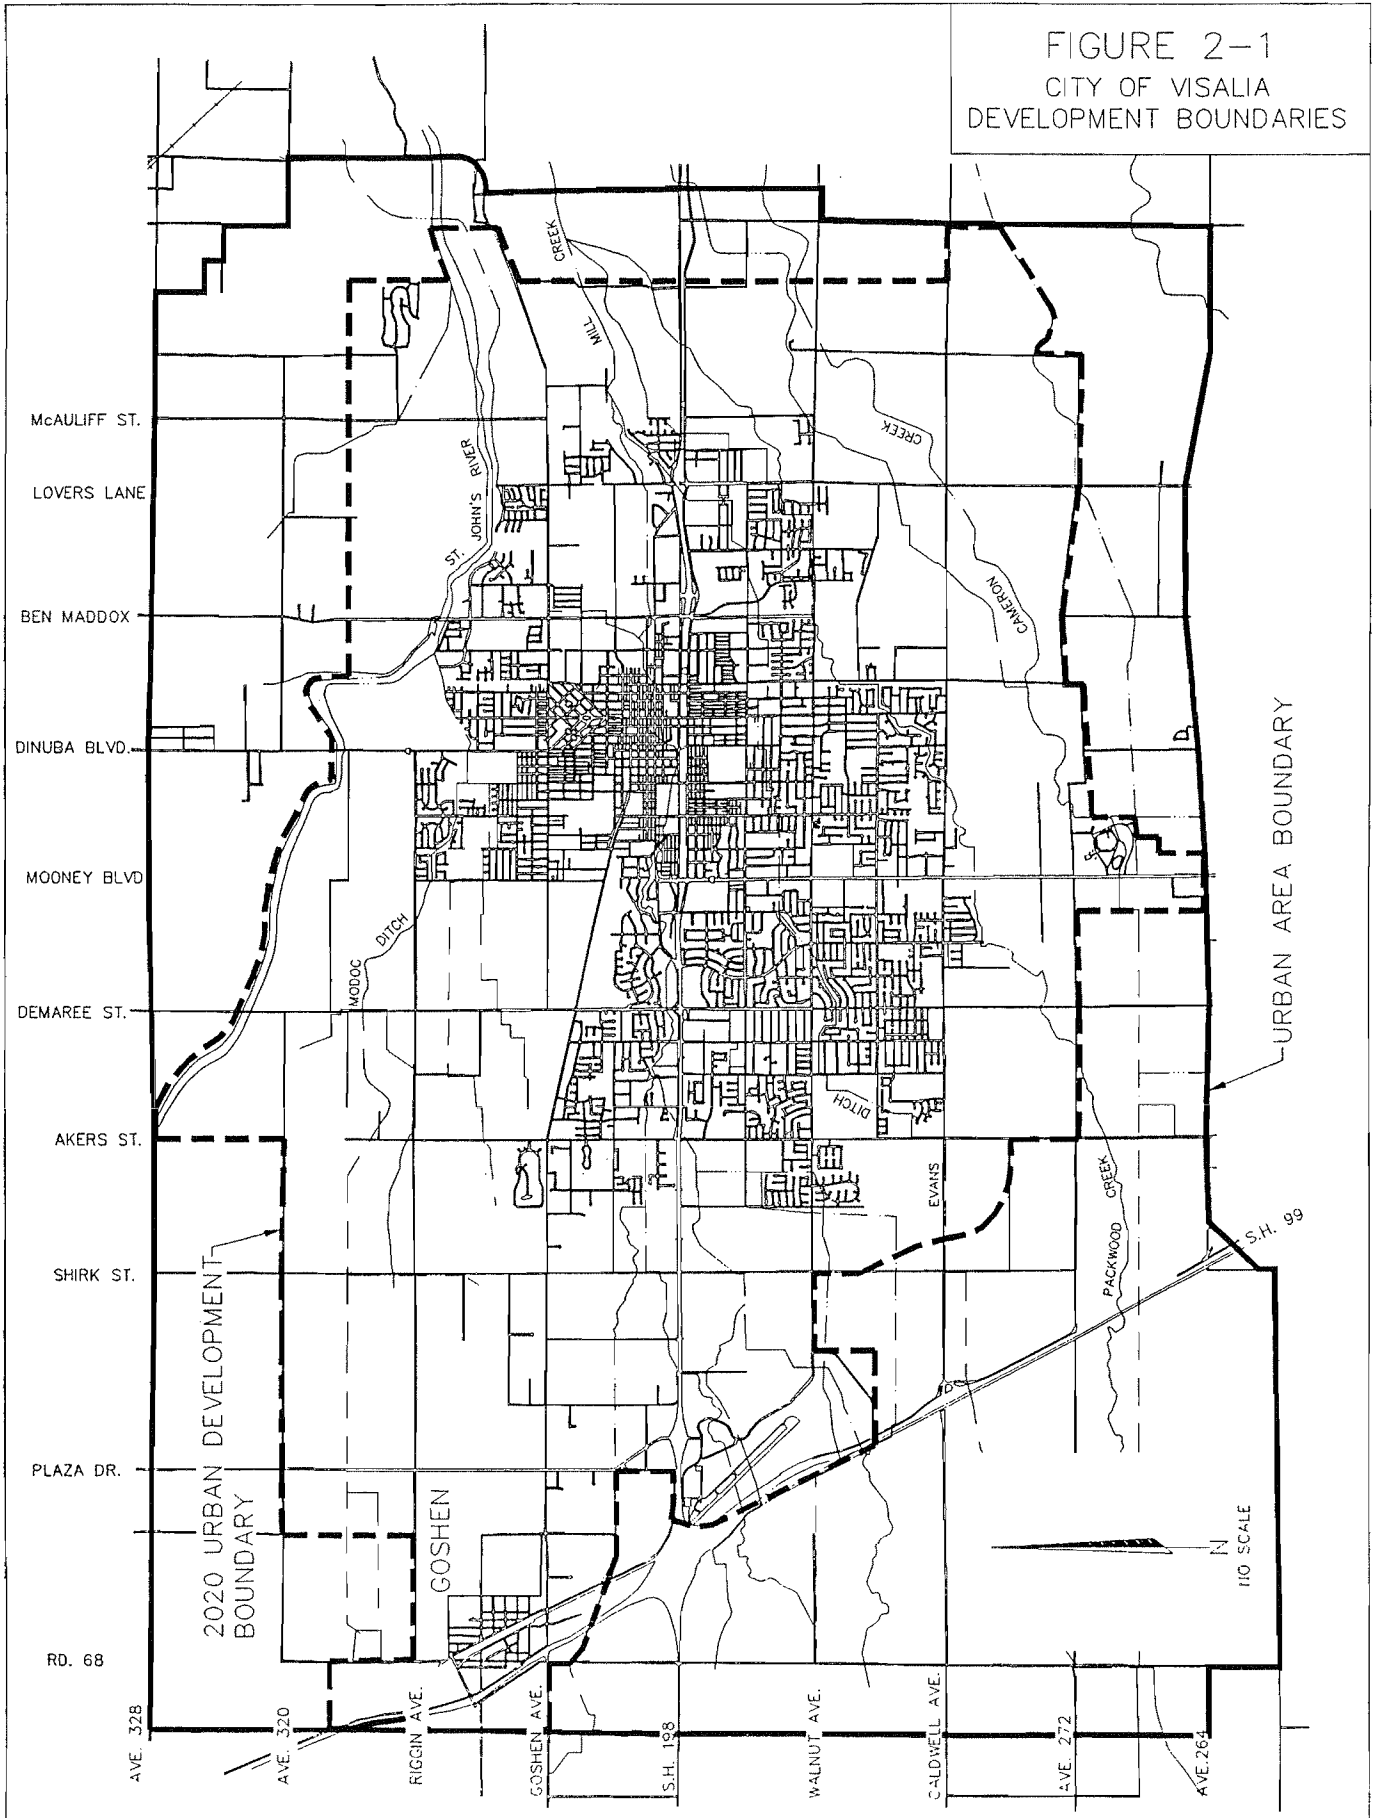 FIGURE 2-1
CITY OF VISALIA
DEVELOPMENT BOUNDARIES
CREEK
MILL
McAULIFF ST.
CREEK
ST. JOHN'S RIVER
LOVERS LANE
CAMERON
BEN MADDOX
DINUBA BLVD.
URBAN AREA BOUNDARY
MOONEY BLVD
MODOC DITCH
DEMAREE ST.
DITCH
AKERS ST.
EVANS
PACKWOOD CREEK
S.H. 99
SHIRK ST.
2020 URBAN DEVELOPMENT
BOUNDARY
PLAZA DR.
GOSHEN
N
NO SCALE
RD. 68
AVE. 328
AVE. 320
RIGGIN AVE.
GOSHEN AVE.
S.H. 198
WALNUT AVE.
CALDWELL AVE.
AVE. 272
AVE. 264